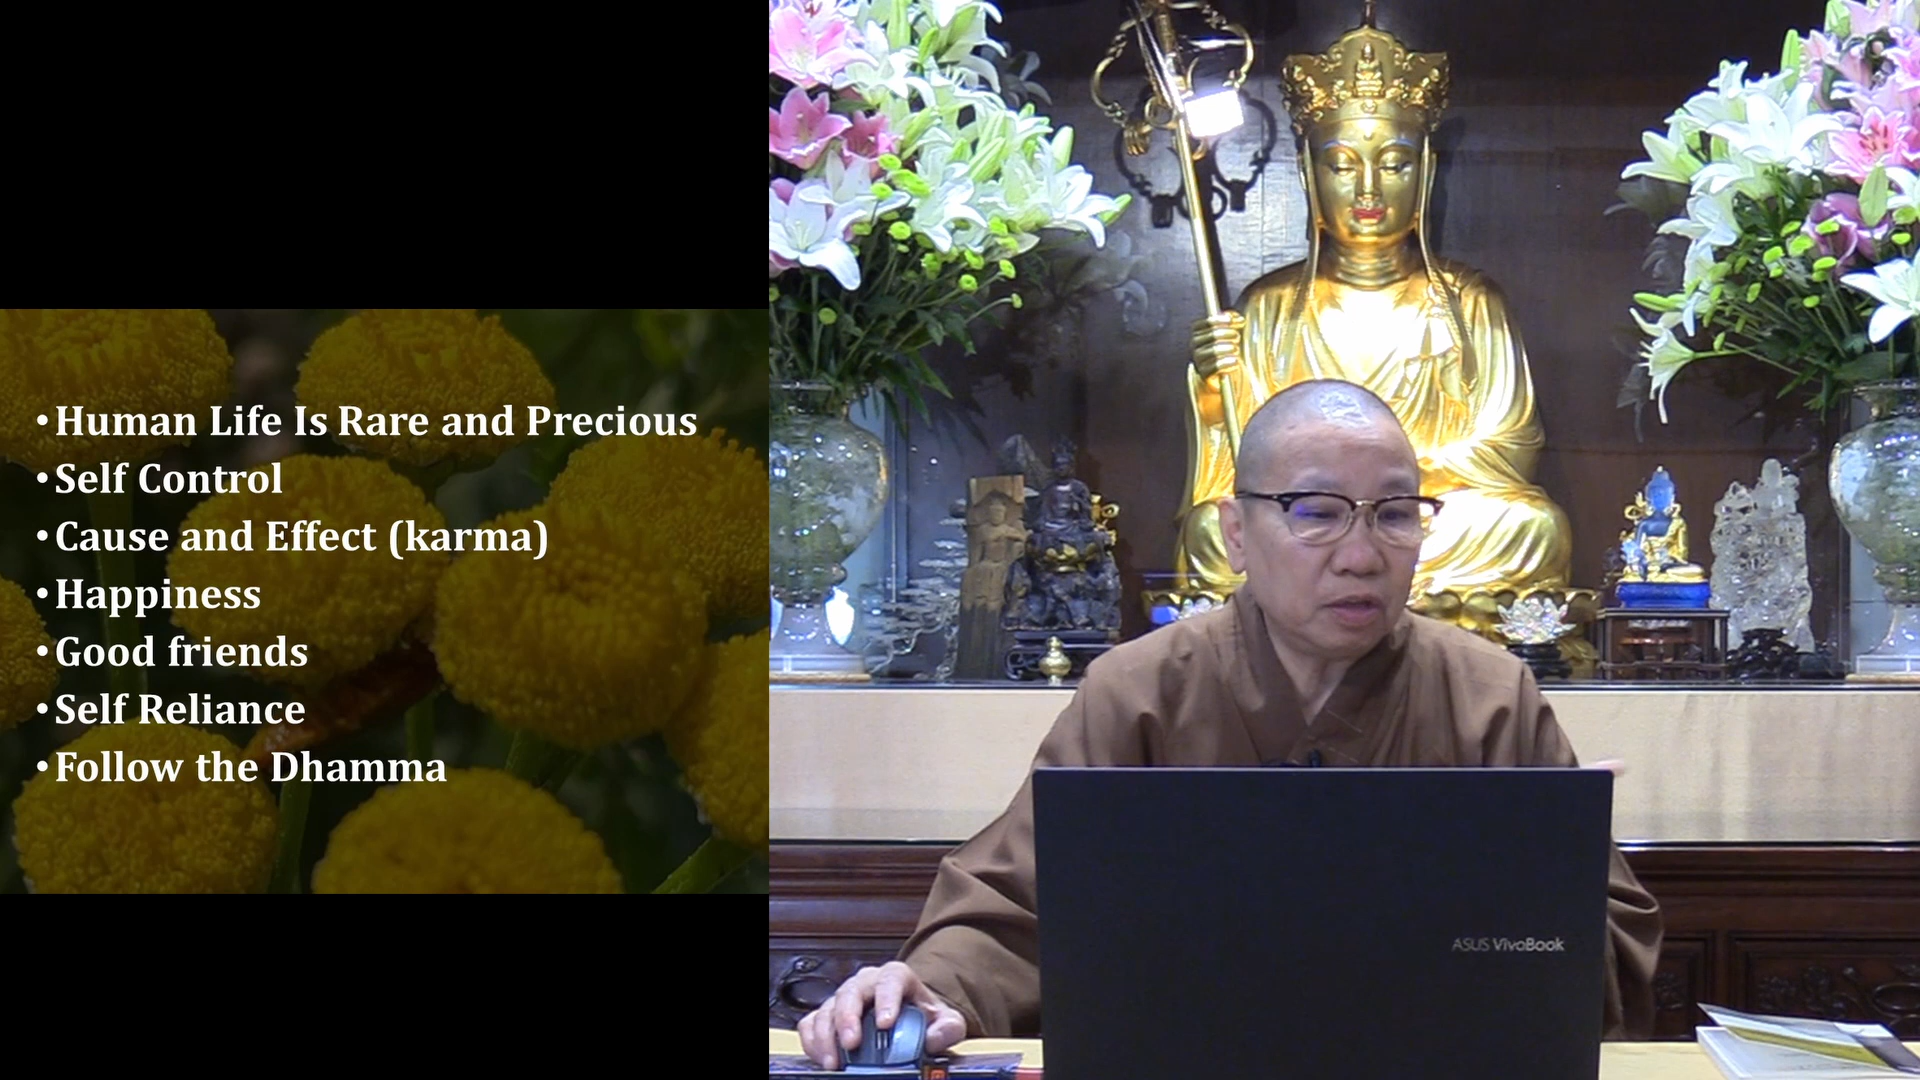 • Human Life Is Rare and Precious
• Self Control
• Cause and Effect (karma)
• Happiness
• Good friends
• Self Reliance
• Follow the Dhamma
ASUS VivoBook